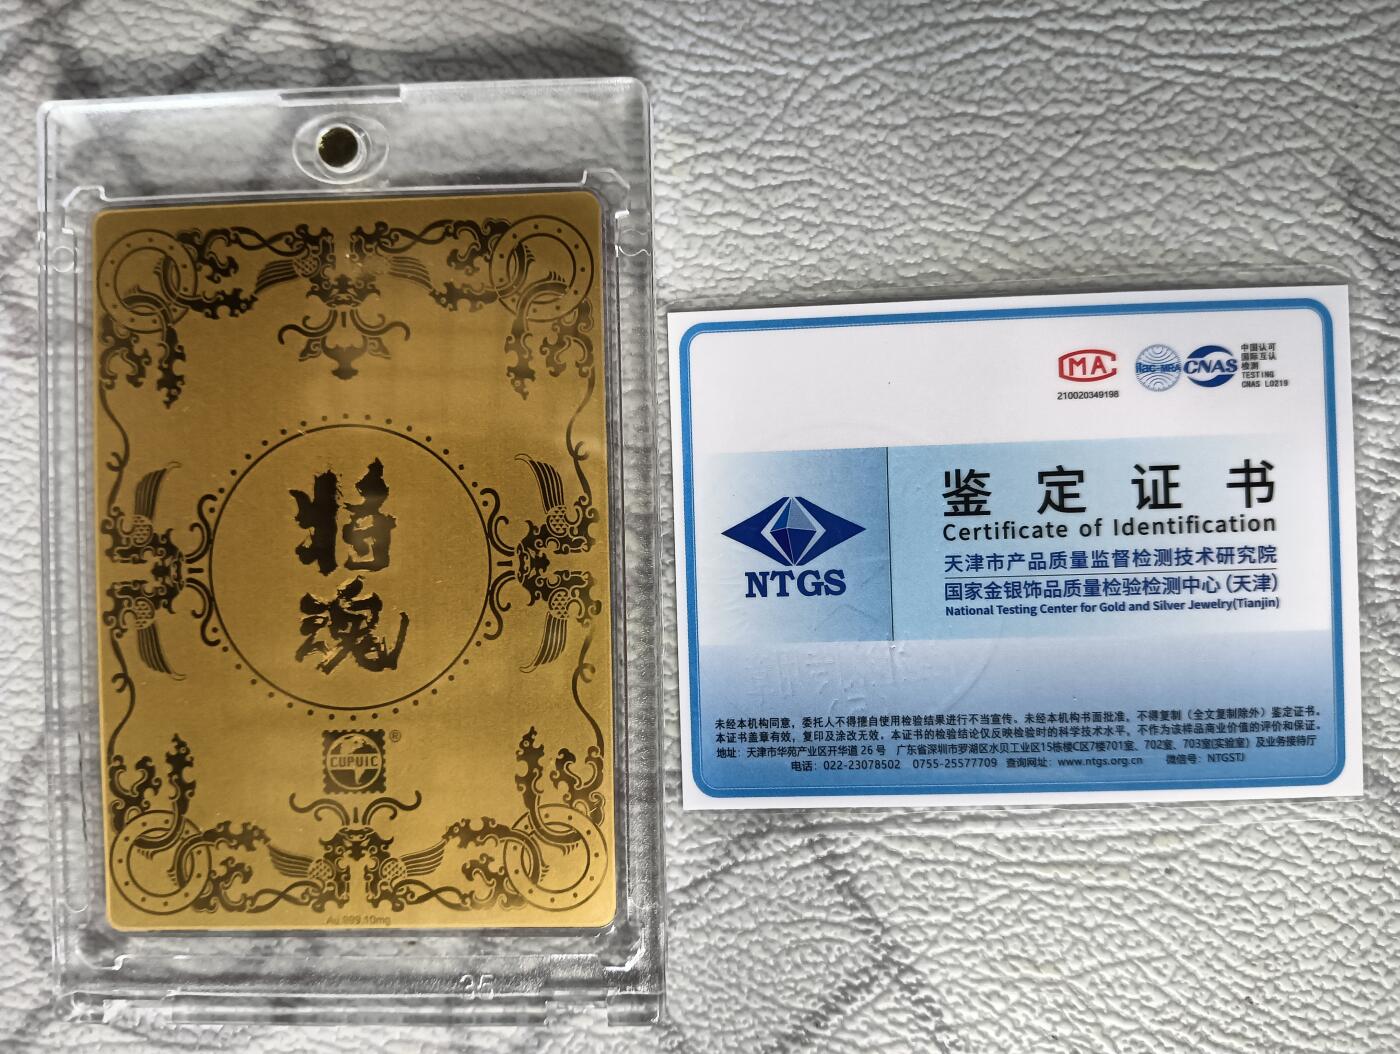 将
魂
CUPUIC
®
Au 999 10mg
35
MA
210020349198
ilac-MRA
CNAS
中国认可
国际互认
检测
TESTING
CNAS L0219
NTGS
鉴定证书
Certificate of Identification
天津市产品质量监督检测技术研究院
国家金银饰品质量检验检测中心(天津)
National Testing Center for Gold and Silver Jewelry(Tianjin)
未经本机构同意，委托人不得擅自使用检验结果进行不当宣传。未经本机构书面批准，不得复制（全文复制除外）鉴定证书。
本证书盖章有效，复印及涂改无效。本证书的检验结论仅反映检验时的科学技术水平，不作为该样品商业价值的评价和保证。
地址：天津市华苑产业区开华道 26 号 广东省深圳市罗湖区水贝工业区15栋楼C区7楼701室、702室、703室(实验室）及业务接待厅
电话：022-23078502 0755-25577709 查询网址：www.ntgs.org.cn 微信号：NTGSTJ